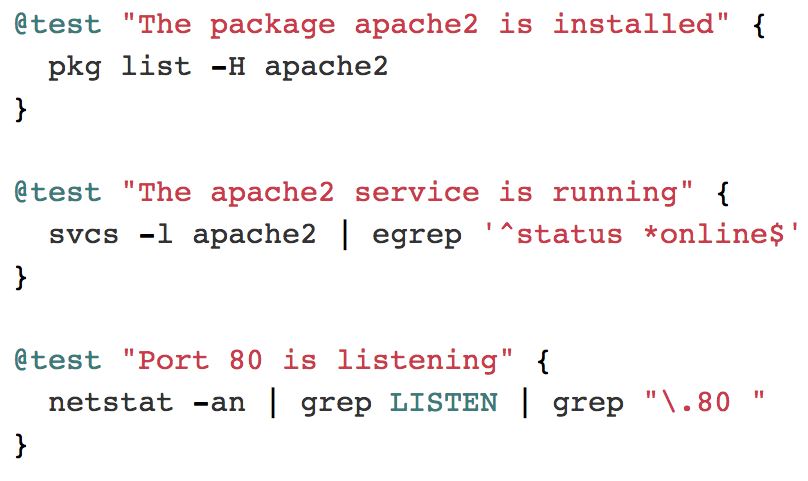 @test "The package apache2 is installed" {
  pkg list -H apache2
}

@test "The apache2 service is running" {
  svcs -l apache2 | egrep '^status *online$'
}

@test "Port 80 is listening" {
  netstat -an | grep LISTEN | grep "\.80 "
}